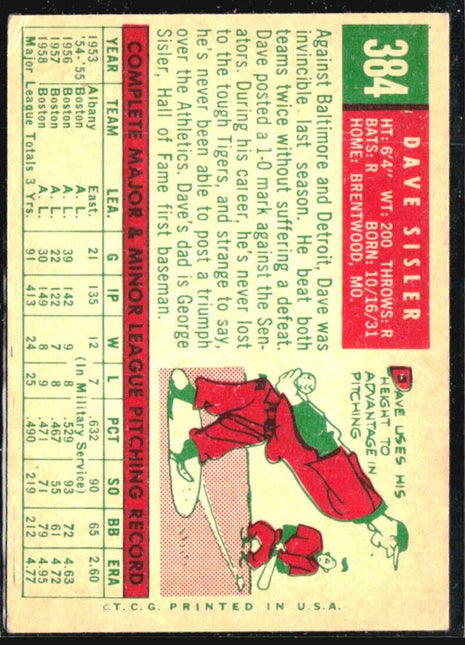 384
DAVE SISLER
HT: 6'4" WT: 200 THROWS: R
BATS: R BORN: 10/16/31
HOME: BRENTWOOD, MO.
Against Baltimore and Detroit, Dave was
invincible last season. He beat both
teams twice without suffering a defeat.
Dave posted a 1-0 mark against the Sen-
ators. During his career, he's never lost
to the tough Tigers, and strange to say,
he's never been able to post a triumph
over the Athletics. Dave's dad is George
Sisler, Hall of Fame first baseman.
DAVE USES HIS
HEIGHT TO
ADVANTAGE IN
PITCHING
COMPLETE MAJOR & MINOR LEAGUE PITCHING RECORD
YEAR TEAM LEA. G IP W L PCT SO BB ERA
1953 Albany East. 21 135 12 7 .632 90 65 2.60
'54-'55 Boston (In Military Service)
1956 Boston A. L. 39 142 9 8 .529 93 72 4.63
1957 Boston A. L. 22 122 7 8 .467 55 61 4.72
1958 Boston A. L. 30 149 8 9 .471 71 79 4.95
Major League Totals 3 Yrs. 91 413 24 25 .490 219 212 4.77
©T.C.G. PRINTED IN U.S.A.